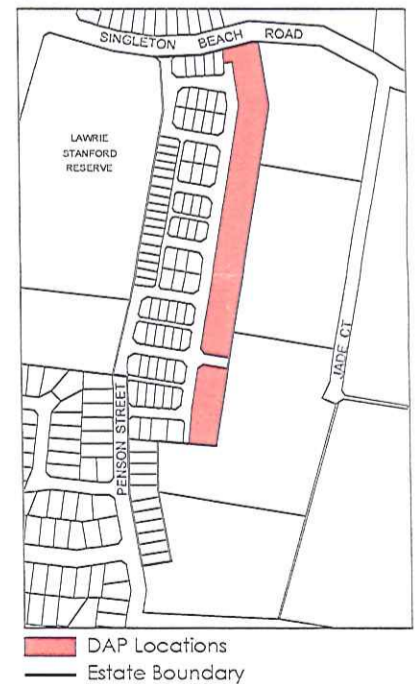 SINGLETON BEACH ROAD
LAWRIE
STANFORD
RESERVE
JADE CT
PENSON STREET
DAP Locations
Estate Boundary